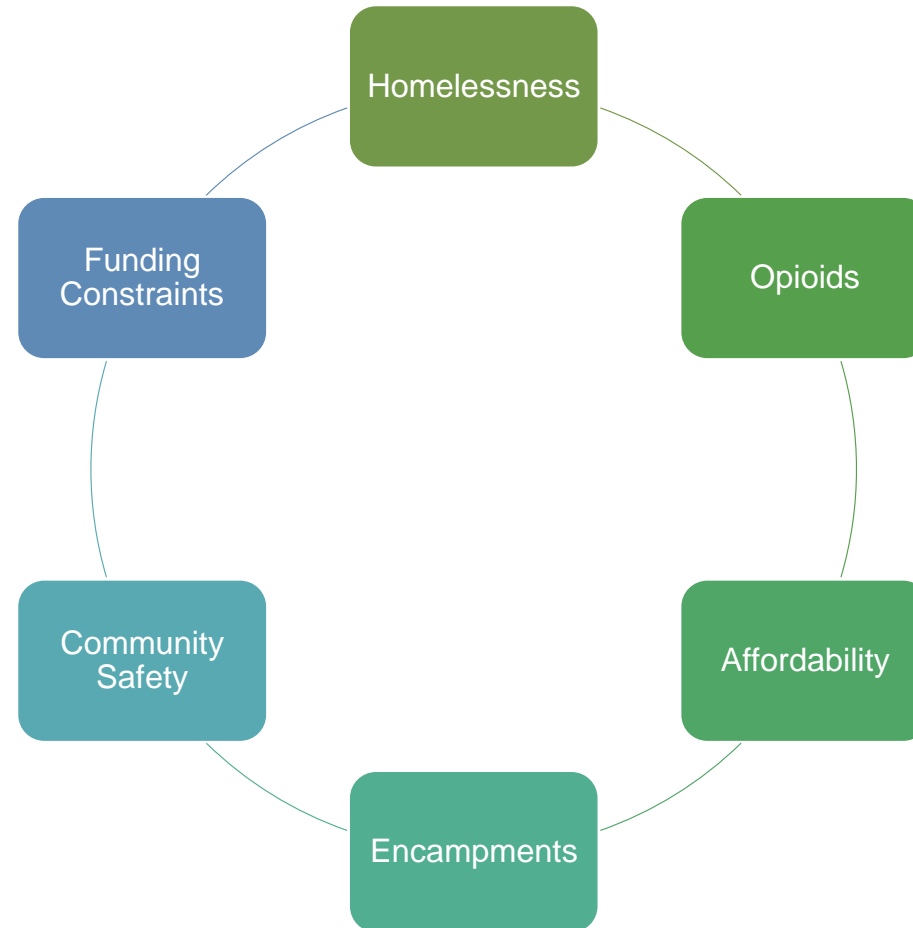 Homelessness
Opioids
Affordability
Encampments
Community
Safety
Funding
Constraints